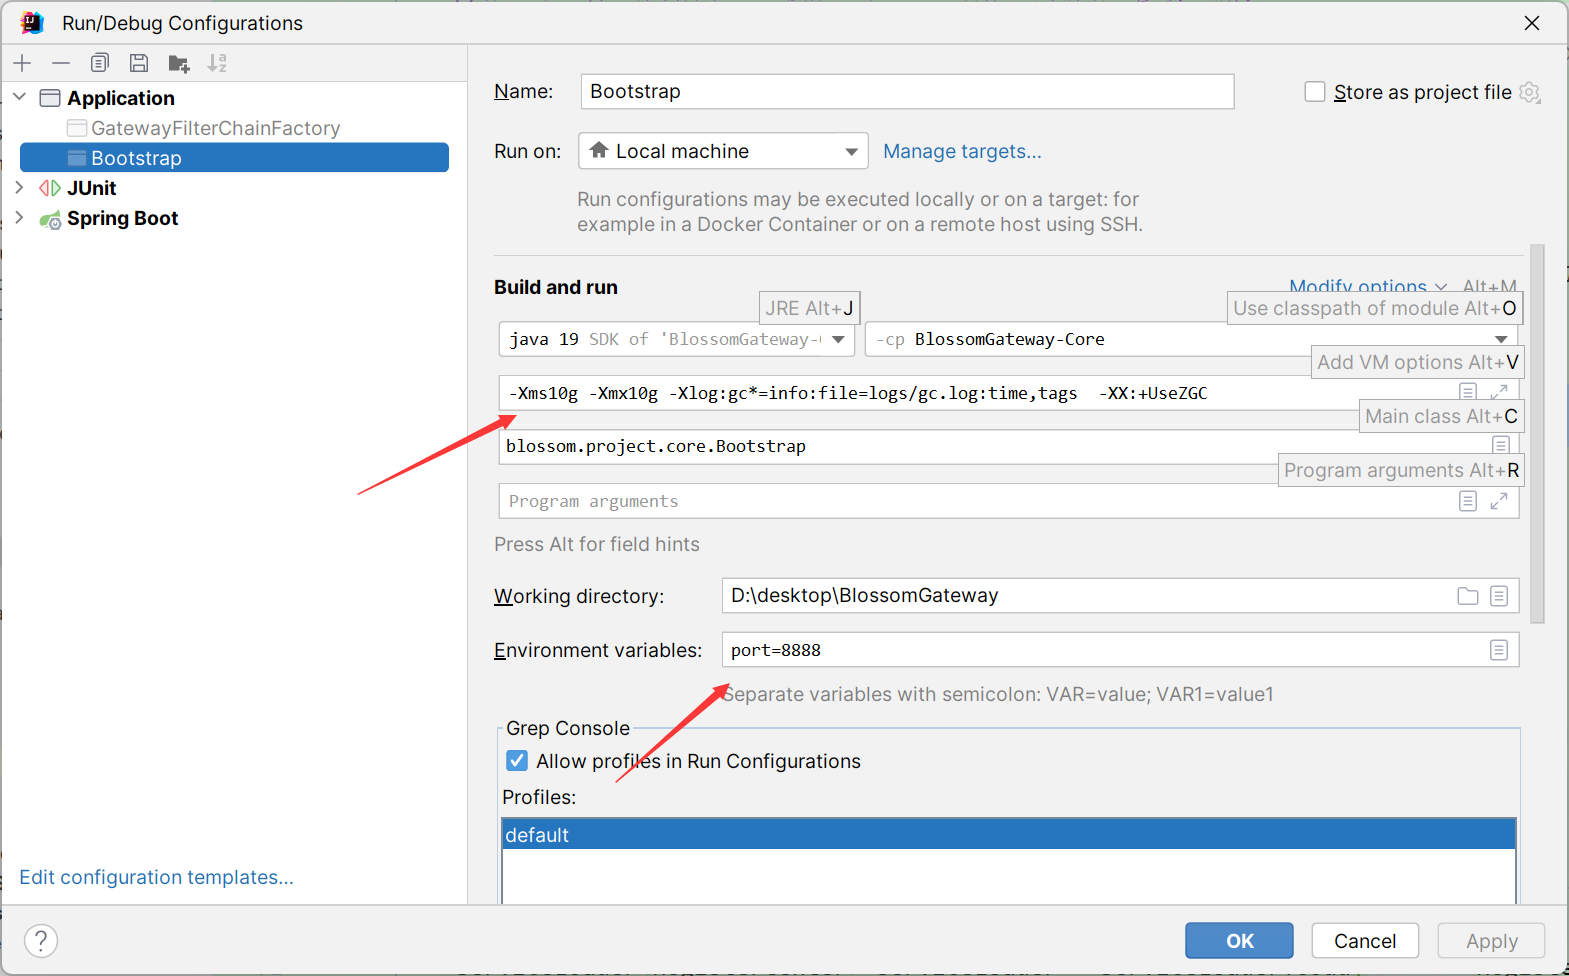 Run/Debug Configurations
Application
GatewayFilterChainFactory
Bootstrap
JUnit
Spring Boot
Edit configuration templates...
Name:
Bootstrap
Store as project file
Run on:
Local machine
Manage targets...
Run configurations may be executed locally or on a target: for
example in a Docker Container or on a remote host using SSH.
Build and run
Modify options Alt+M
JRE Alt+J
Use classpath of module Alt+O
java 19 SDK of 'BlossomGateway-
-cp BlossomGateway-Core
Add VM options Alt+V
-Xms10g -Xmx10g -Xlog:gc*=info:file=logs/gc.log:time,tags  -XX:+UseZGC
Main class Alt+C
blossom.project.core.Bootstrap
Program arguments Alt+R
Program arguments
Press Alt for field hints
Working directory:
D:\desktop\BlossomGateway
Environment variables:
port=8888
Separate variables with semicolon: VAR=value; VAR1=value1
Grep Console
Allow profiles in Run Configurations
Profiles:
default
?
OK
Cancel
Apply